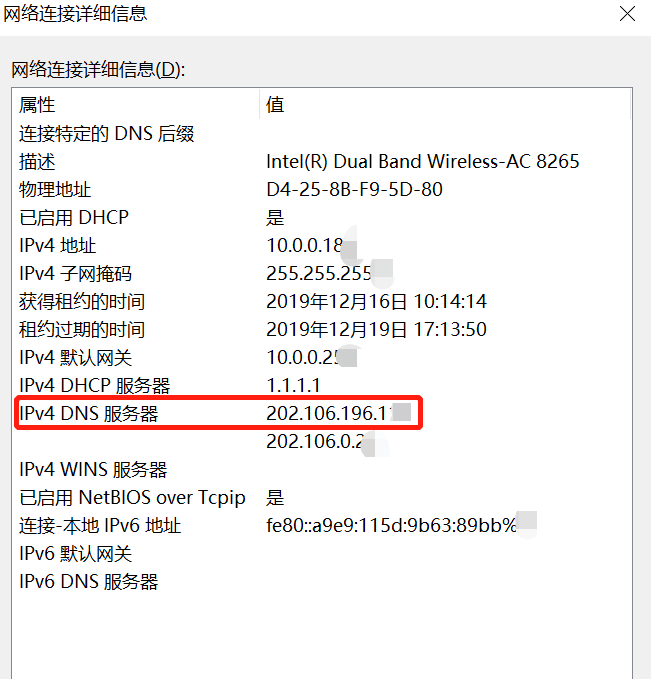 网络连接详细信息
网络连接详细信息(D):
属性 值
连接特定的 DNS 后缀
描述 Intel(R) Dual Band Wireless-AC 8265
物理地址 D4-25-8B-F9-5D-80
已启用 DHCP 是
IPv4 地址 10.0.0.18
IPv4 子网掩码 255.255.255
获得租约的时间 2019年12月16日 10:14:14
租约过期的时间 2019年12月19日 17:13:50
IPv4 默认网关 10.0.0.25
IPv4 DHCP 服务器 1.1.1.1
IPv4 DNS 服务器 202.106.196.1
202.106.0.2
IPv4 WINS 服务器
已启用 NetBIOS over Tcpip 是
连接-本地 IPv6 地址 fe80::a9e9:115d:9b63:89bb%
IPv6 默认网关
IPv6 DNS 服务器